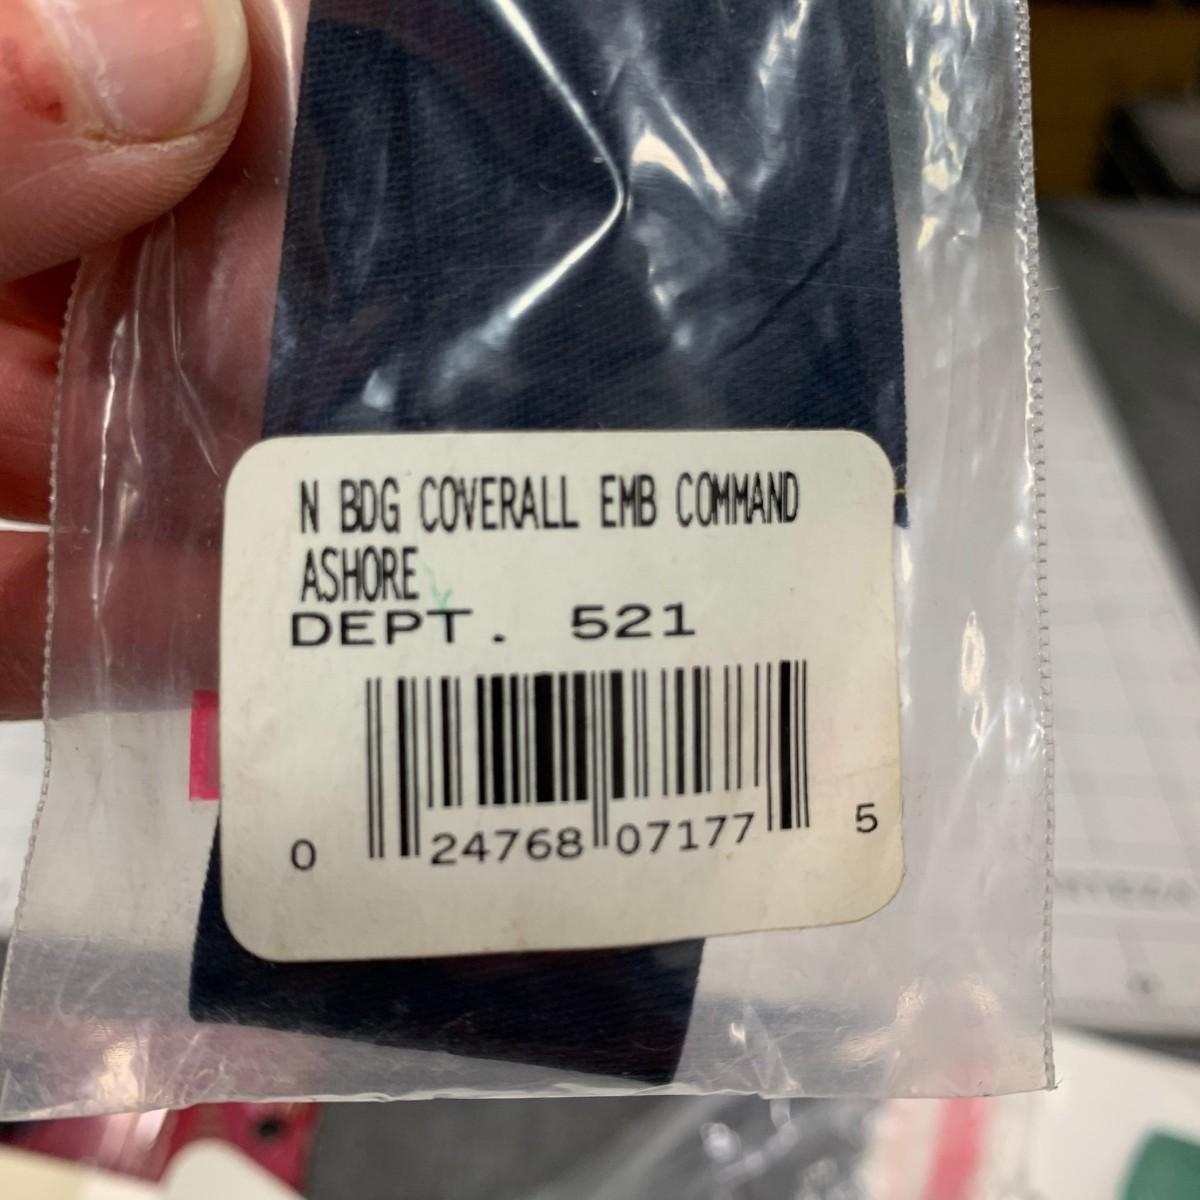 N BDG COVERALL EMB COMMAND
ASHORE
DEPT. 521
0 24768 07177 5